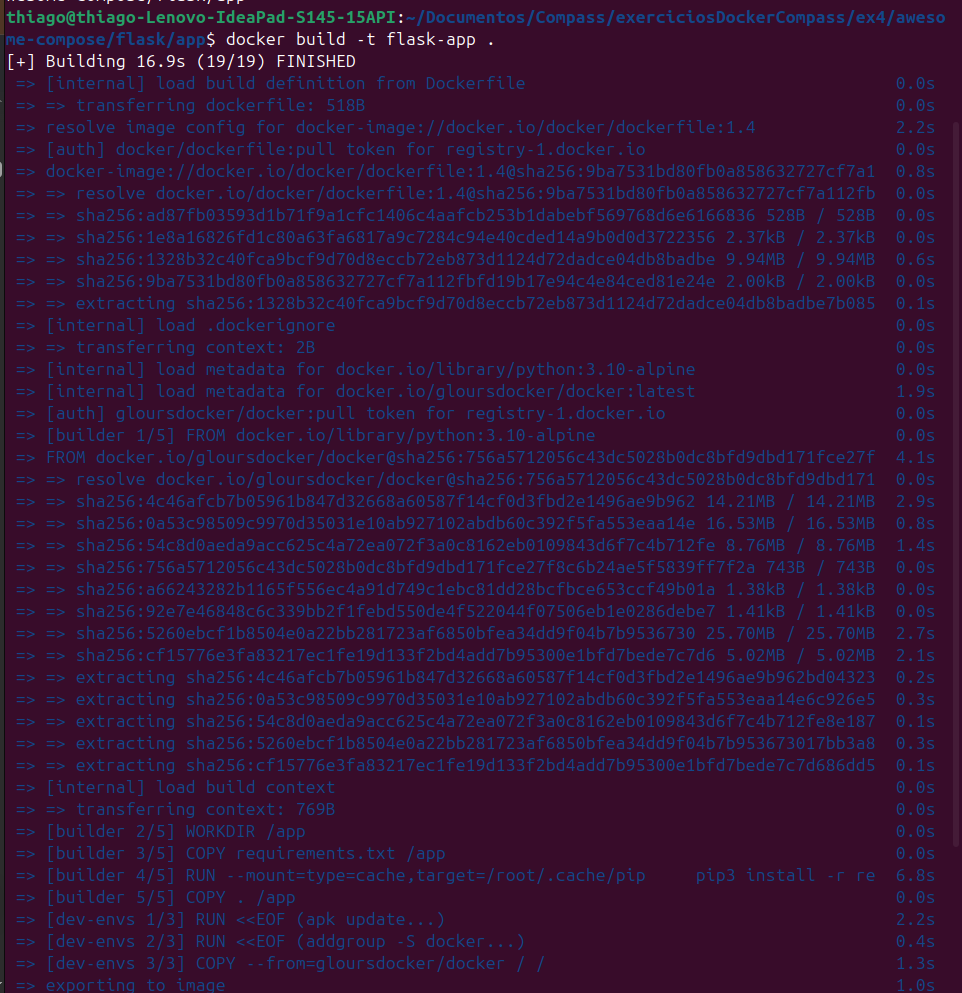 thiago@thiago-Lenovo-IdeaPad-S145-15API:~/Documentos/Compass/exerciciosDockerCompass/ex4/aweso
me-compose/flask/app$ docker build -t flask-app .
[+] Building 16.9s (19/19) FINISHED
=> [internal] load build definition from Dockerfile 0.0s
=> => transferring dockerfile: 518B 0.0s
=> resolve image config for docker-image://docker.io/docker/dockerfile:1.4 2.2s
=> [auth] docker/dockerfile:pull token for registry-1.docker.io 0.0s
=> docker-image://docker.io/docker/dockerfile:1.4@sha256:9ba7531bd80fb0a858632727cf7a1 0.8s
=> => resolve docker.io/docker/dockerfile:1.4@sha256:9ba7531bd80fb0a858632727cf7a112fb 0.0s
=> => sha256:ad87fb03593d1b71f9a1cfc1406c4aafcb253b1dabebf569768d6e6166836 528B / 528B 0.0s
=> => sha256:1e8a16826fd1c80a63fa6817a9c7284c94e40cded14a9b0d0d3722356 2.37kB / 2.37kB 0.0s
=> => sha256:1328b32c40fca9bcf9d70d8eccb72eb873d1124d72dadce04db8badbe 9.94MB / 9.94MB 0.6s
=> => sha256:9ba7531bd80fb0a858632727cf7a112fbfd19b17e94c4e84ced81e24e 2.00kB / 2.00kB 0.0s
=> => extracting sha256:1328b32c40fca9bcf9d70d8eccb72eb873d1124d72dadce04db8badbe7b085 0.1s
=> [internal] load .dockerignore 0.0s
=> => transferring context: 2B 0.0s
=> [internal] load metadata for docker.io/library/python:3.10-alpine 0.0s
=> [internal] load metadata for docker.io/gloursdocker/docker:latest 1.9s
=> [auth] gloursdocker/docker:pull token for registry-1.docker.io 0.0s
=> [builder 1/5] FROM docker.io/library/python:3.10-alpine 0.0s
=> FROM docker.io/gloursdocker/docker@sha256:756a5712056c43dc5028b0dc8bfd9dbd171fce27f 4.1s
=> => resolve docker.io/gloursdocker/docker@sha256:756a5712056c43dc5028b0dc8bfd9dbd171 0.0s
=> => sha256:4c46afcb7b05961b847d32668a60587f14cf0d3fbd2e1496ae9b962 14.21MB / 14.21MB 2.9s
=> => sha256:0a53c98509c9970d35031e10ab927102abdb60c392f5fa553eaa14e 16.53MB / 16.53MB 0.8s
=> => sha256:54c8d0aeda9acc625c4a72ea072f3a0c8162eb0109843d6f7c4b712fe 8.76MB / 8.76MB 1.4s
=> => sha256:756a5712056c43dc5028b0dc8bfd9dbd171fce27f8c6b24ae5f5839ff7f2a 743B / 743B 0.0s
=> => sha256:a66243282b1165f556ec4a91d749c1ebc81dd28bcfbce653ccf49b01a 1.38kB / 1.38kB 0.0s
=> => sha256:92e7e46848c6c339bb2f1febd550de4f522044f07506eb1e0286debe7 1.41kB / 1.41kB 0.0s
=> => sha256:5260ebcf1b8504e0a22bb281723af6850bfea34dd9f04b7b9536730 25.70MB / 25.70MB 2.7s
=> => sha256:cf15776e3fa83217ec1fe19d133f2bd4add7b95300e1bfd7bede7c7d6 5.02MB / 5.02MB 2.1s
=> => extracting sha256:4c46afcb7b05961b847d32668a60587f14cf0d3fbd2e1496ae9b962bd04323 0.2s
=> => extracting sha256:0a53c98509c9970d35031e10ab927102abdb60c392f5fa553eaa14e6c926e5 0.3s
=> => extracting sha256:54c8d0aeda9acc625c4a72ea072f3a0c8162eb0109843d6f7c4b712fe8e187 0.1s
=> => extracting sha256:5260ebcf1b8504e0a22bb281723af6850bfea34dd9f04b7b953673017bb3a8 0.3s
=> => extracting sha256:cf15776e3fa83217ec1fe19d133f2bd4add7b95300e1bfd7bede7c7d686dd5 0.1s
=> [internal] load build context 0.0s
=> => transferring context: 769B 0.0s
=> [builder 2/5] WORKDIR /app 0.0s
=> [builder 3/5] COPY requirements.txt /app 0.0s
=> [builder 4/5] RUN --mount=type=cache,target=/root/.cache/pip     pip3 install -r re 6.8s
=> [builder 5/5] COPY . /app 0.0s
=> [dev-envs 1/3] RUN <<EOF (apk update...) 2.2s
=> [dev-envs 2/3] RUN <<EOF (addgroup -S docker...) 0.4s
=> [dev-envs 3/3] COPY --from=gloursdocker/docker / / 1.3s
=> exporting to image 1.0s